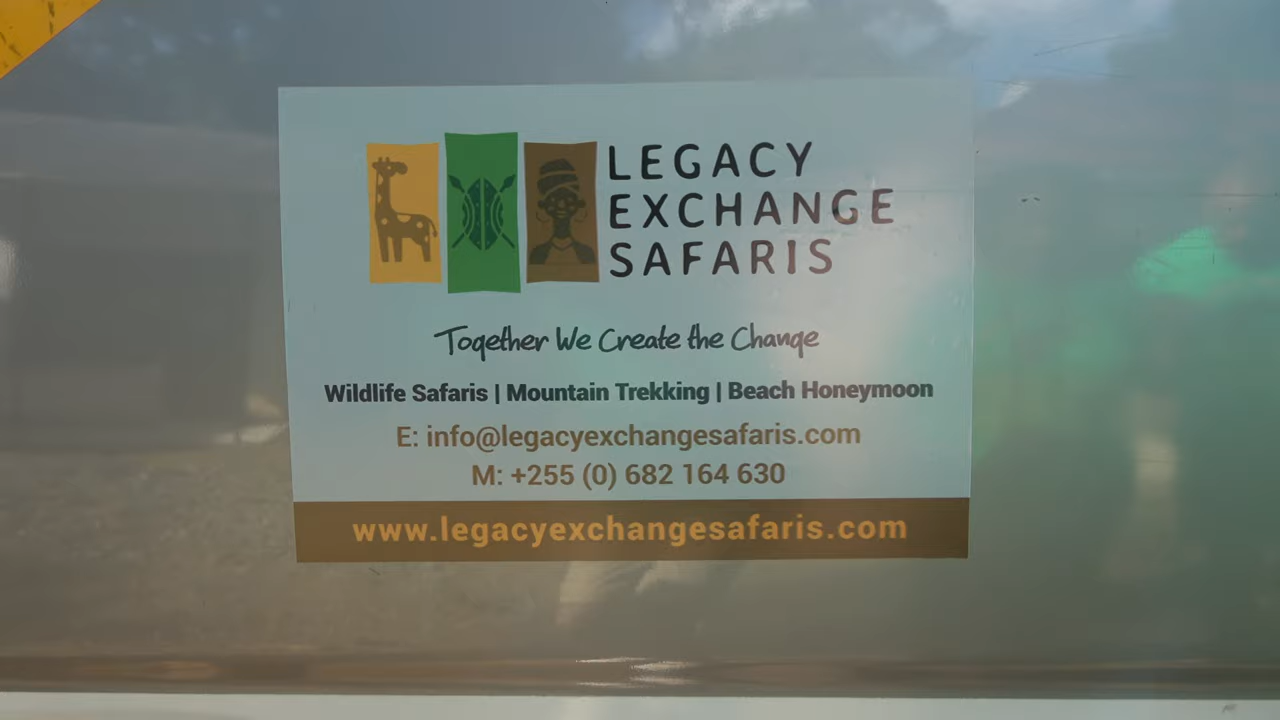 LEGACY
EXCHANGE
SAFARIS
Together We Create the Change
Wildlife Safaris | Mountain Trekking | Beach Honeymoon
E: info@legacyexchangesafaris.com
M: +255 (0) 682 164 630
www.legacyexchangesafaris.com